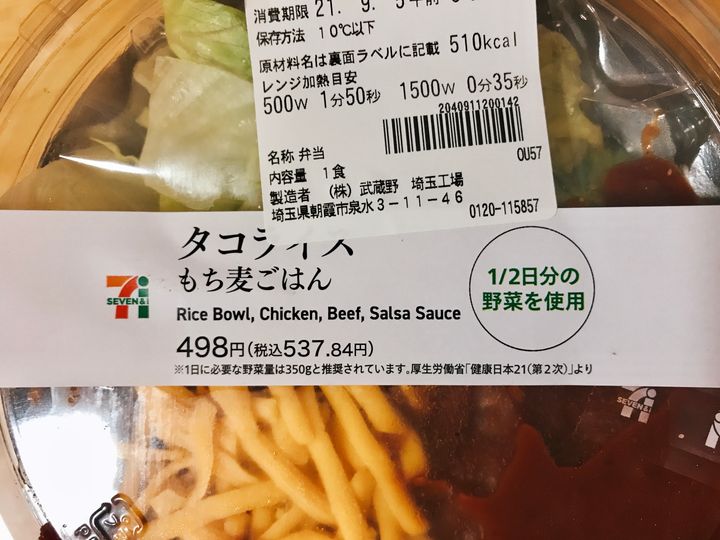 消費期限 21. 9. 5午前
保存方法 10℃以下
原材料名は裏面ラベルに記載 510kcal
レンジ加熱目安
500W 1分50秒 1500W 0分35秒
2040911200142
名称 弁当
内容量 1食
製造者 (株) 武蔵野 埼玉工場
埼玉県朝霞市泉水3-11-46
0U57
0120-115857
タコライス
もち麦ごはん
Rice Bowl, Chicken, Beef, Salsa Sauce
498円(税込537.84円)
※1日に必要な野菜量は350gと推奨されています。厚生労働省「健康日本21(第2次)」より
SEVEN&i
1/2日分の
野菜を使用
SEVEN&i